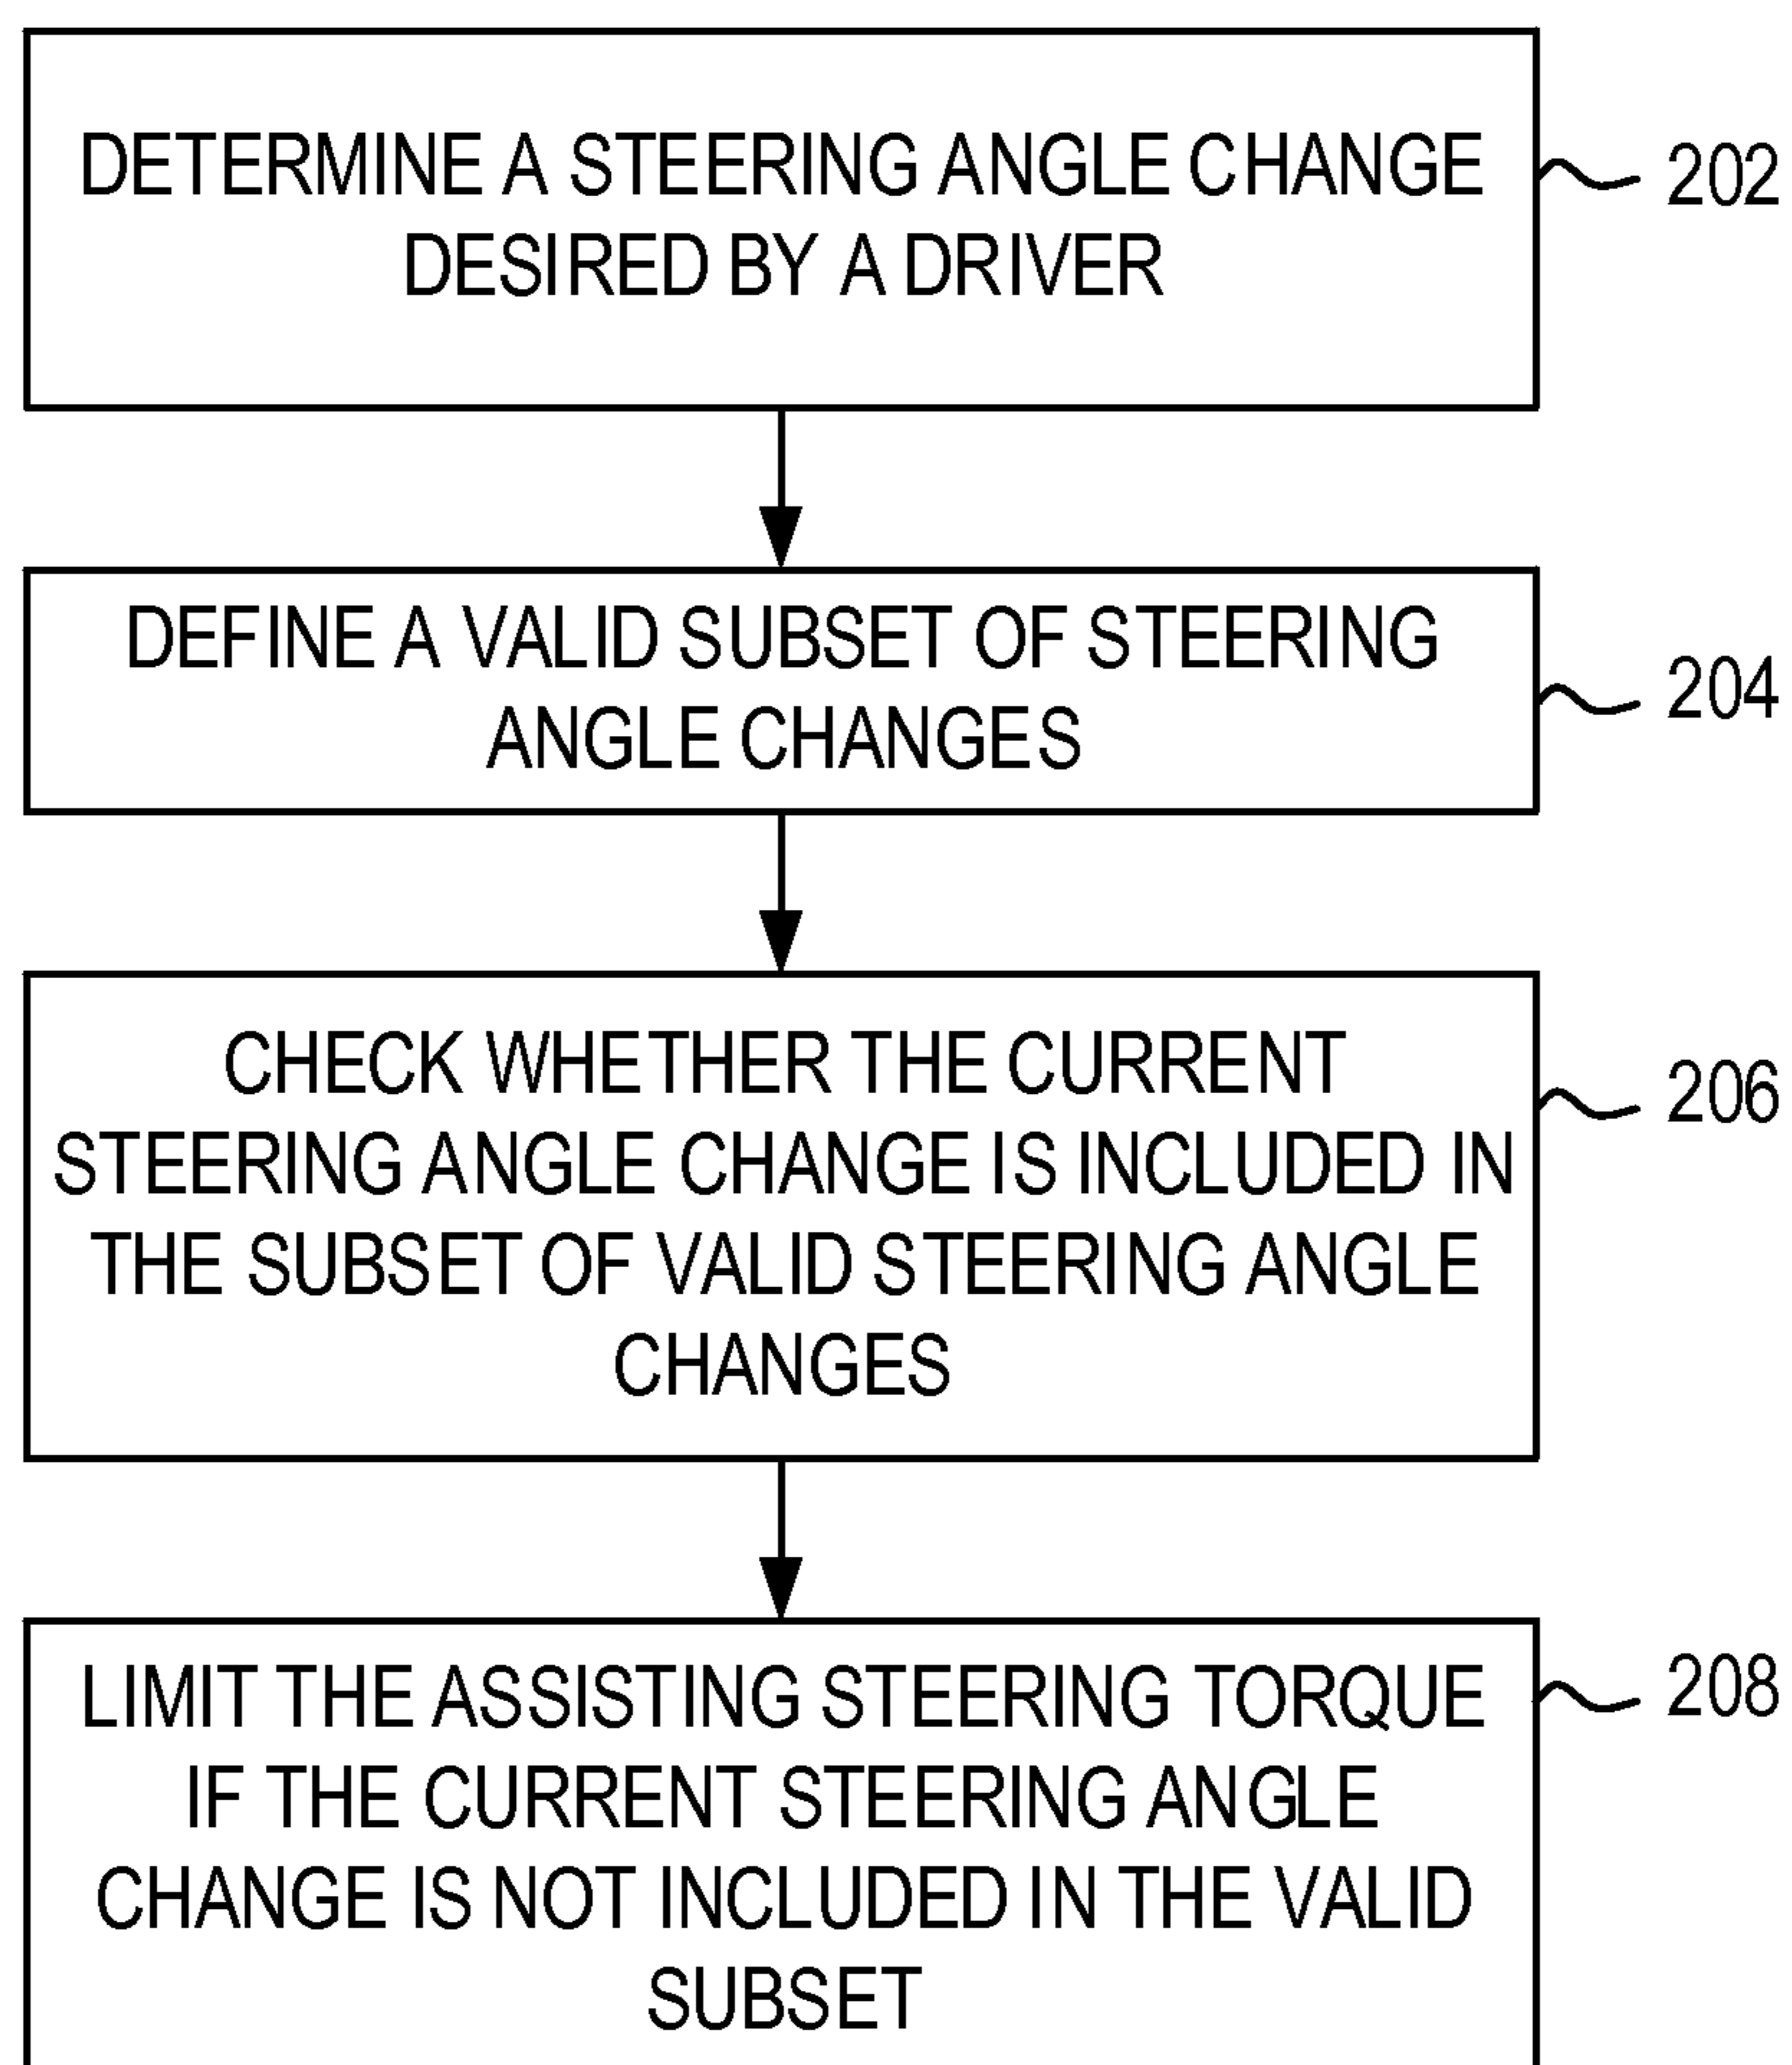 DETERMINE A STEERING ANGLE CHANGE
DESIRED BY A DRIVER
202
DEFINE A VALID SUBSET OF STEERING
ANGLE CHANGES
204
CHECK WHETHER THE CURRENT
STEERING ANGLE CHANGE IS INCLUDED IN
THE SUBSET OF VALID STEERING ANGLE
CHANGES
206
LIMIT THE ASSISTING STEERING TORQUE
IF THE CURRENT STEERING ANGLE
CHANGE IS NOT INCLUDED IN THE VALID
SUBSET
208